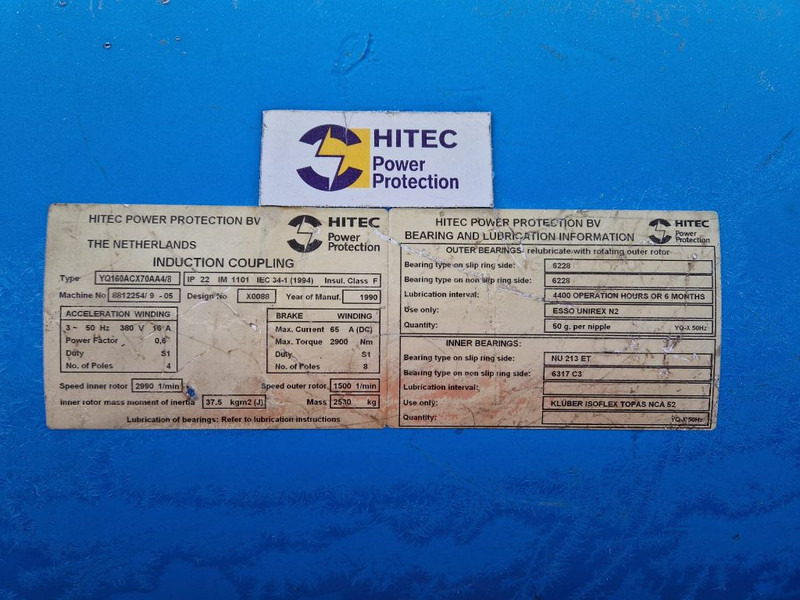 HITEC
Power
Protection
HITEC POWER PROTECTION BV
HITEC
Power
Protection
THE NETHERLANDS
INDUCTION COUPLING
Type YQ160ACX70AA4/8 IP 22 IM 1101 IEC 34-1 (1994) Insul. Class F
Machine No 8812254/ 9 - 05 Design No X0088 Year of Manuf. 1990
ACCELERATION WINDING
3 ~ 50 Hz 380 V 16 A
Power Factor 0,6
Duty S1
No. of Poles 4
BRAKE WINDING
Max. Current 65 A (DC)
Max. Torque 2900 Nm
Duty S1
No. of Poles 8
Speed inner rotor 2990 1/min Speed outer rotor 1500 1/min
Inner rotor mass moment of inertia 37.5 kgm2 (J) Mass 2530 kg
Lubrication of bearings: Refer to lubrication instructions
HITEC POWER PROTECTION BV
BEARING AND LUBRICATION INFORMATION
HITEC
Power
Protection
OUTER BEARINGS: relubricate with rotating outer rotor
Bearing type on slip ring side: 6228
Bearing type on non slip ring side: 6228
Lubrication interval: 4400 OPERATION HOURS OR 6 MONTHS
Use only: ESSO UNIREX N2
Quantity: 50 g. per nipple YQ-X 50Hz
INNER BEARINGS:
Bearing type on slip ring side: NU 213 ET
Bearing type on non slip ring side: 6317 C3
Lubrication interval:
Use only: KLÜBER ISOFLEX TOPAS NCA 52
Quantity: YQ-X 50Hz